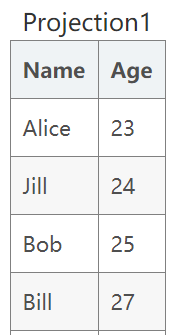 Projection1
Name Age
Alice 23
Jill 24
Bob 25
Bill 27